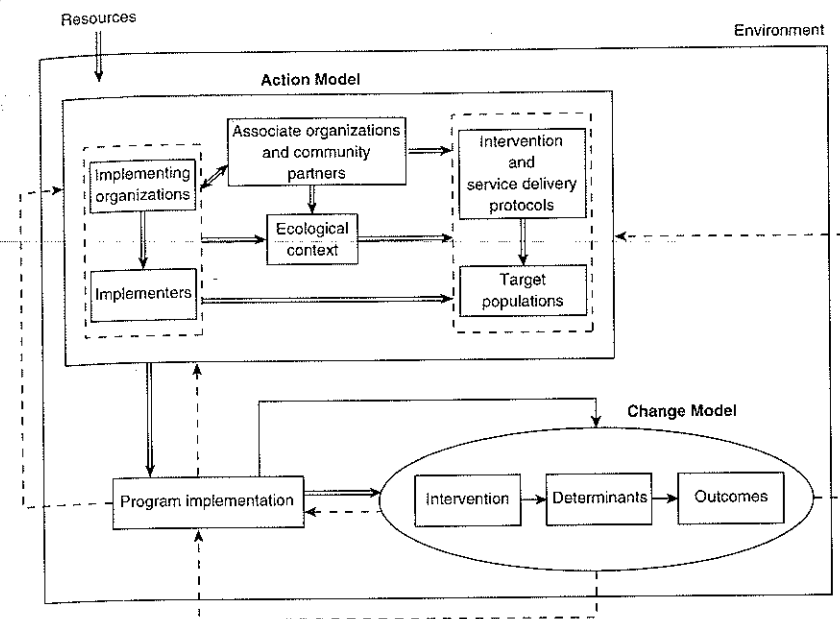 Resources
Environment
Action Model
Associate organizations
and community
partners
Implementing
organizations
Intervention
and
service delivery
protocols
Ecological
context
Implementers
Target
populations
Change Model
Program implementation
Intervention
Determinants
Outcomes